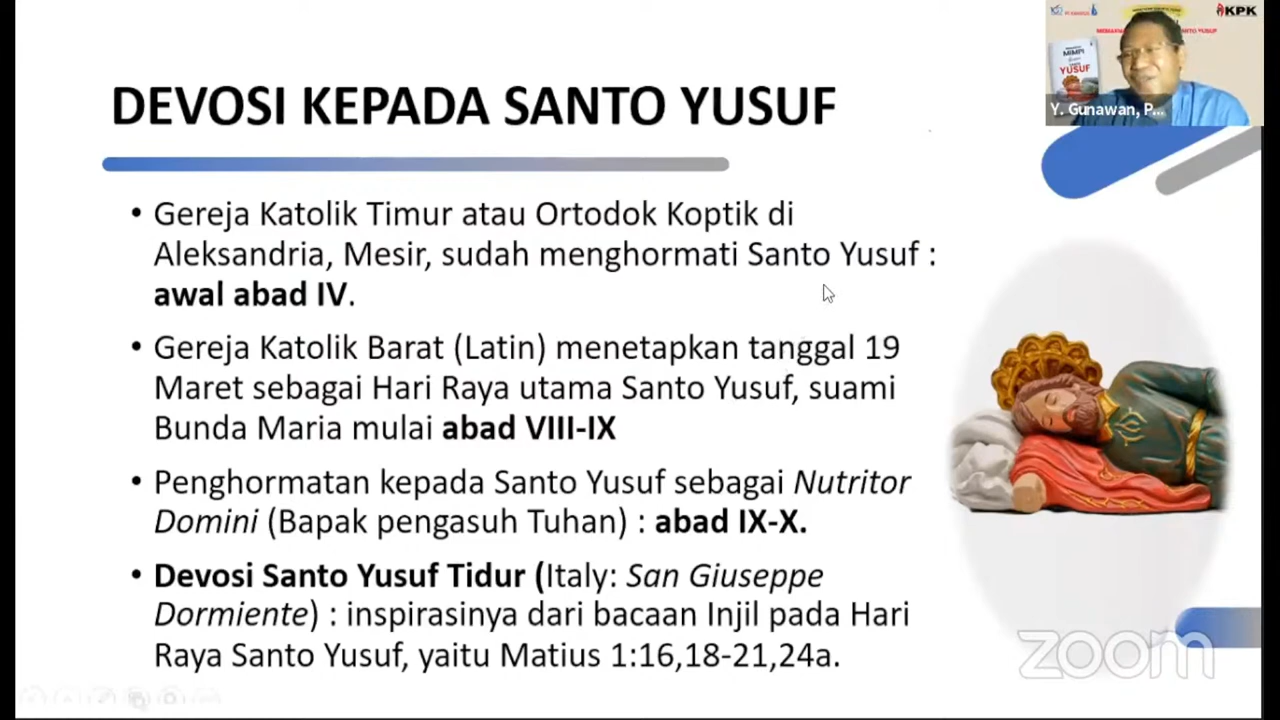 KPK
MIMPI
YUSUF
Y. Gunawan, P...
DEVOSI KEPADA SANTO YUSUF
• Gereja Katolik Timur atau Ortodok Koptik di
Aleksandria, Mesir, sudah menghormati Santo Yusuf :
awal abad IV.
• Gereja Katolik Barat (Latin) menetapkan tanggal 19
Maret sebagai Hari Raya utama Santo Yusuf, suami
Bunda Maria mulai abad VIII-IX
• Penghormatan kepada Santo Yusuf sebagai Nutritor
Domini (Bapak pengasuh Tuhan) : abad IX-X.
• Devosi Santo Yusuf Tidur (Italy: San Giuseppe
Dormiente) : inspirasinya dari bacaan Injil pada Hari
Raya Santo Yusuf, yaitu Matius 1:16,18-21,24a.
zoom